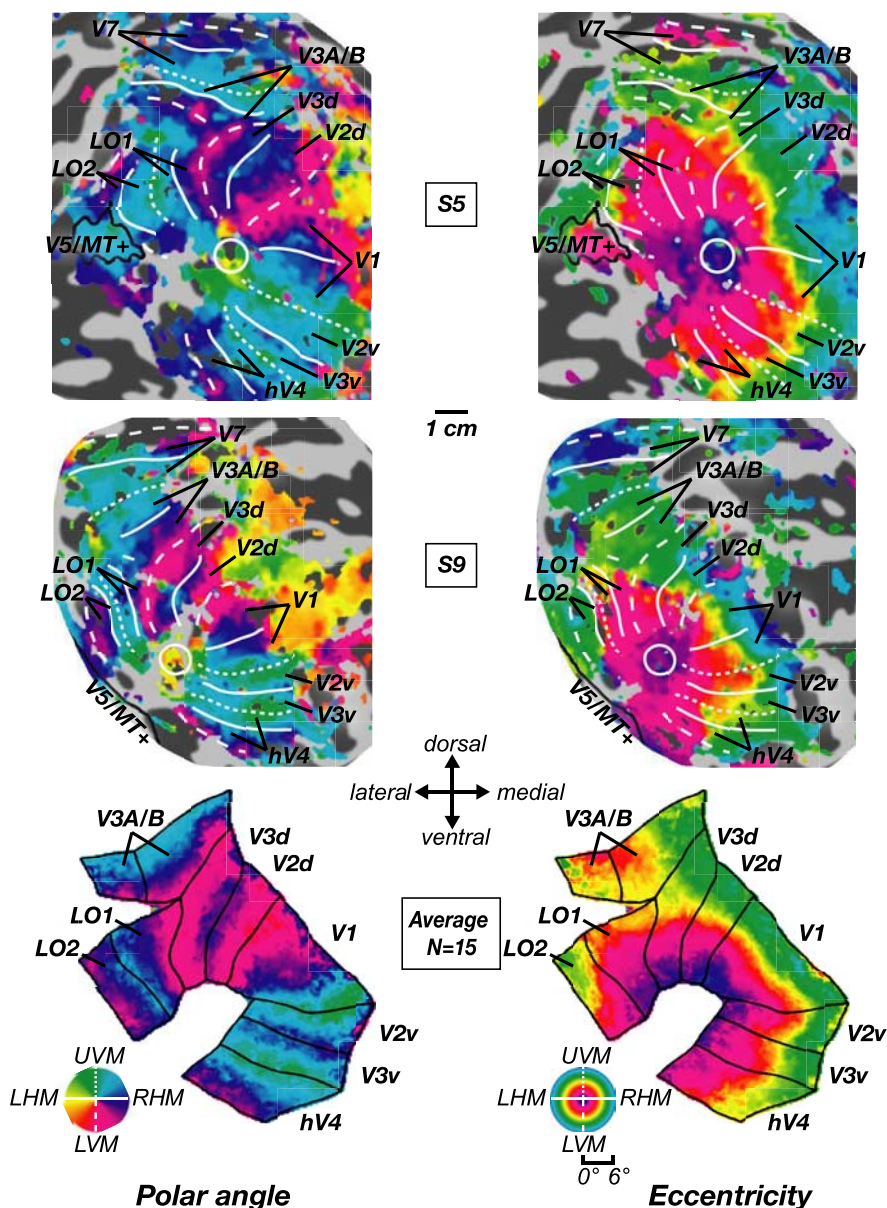 V7
V3A/B
V3d
V2d
LO1
LO2
V5/MT+
V1
V2v
V3v
hV4
S5
V7
V3A/B
V3d
V2d
LO1
LO2
V5/MT+
V1
V2v
V3v
hV4
1 cm
V7
V3A/B
V3d
V2d
LO1
LO2
V1
V2v
V3v
V5/MT+
hV4
S9
V7
V3A/B
V3d
V2d
LO1
LO2
V1
V2v
V3v
V5/MT+
hV4
dorsal
lateral
medial
ventral
V3A/B
V3d
V2d
LO1
LO2
V1
V2v
V3v
hV4
UVM
LHM
RHM
LVM
Average
N=15
V3A/B
V3d
V2d
LO1
LO2
V1
V2v
V3v
hV4
UVM
LHM
RHM
LVM
0° 6°
Polar angle
Eccentricity